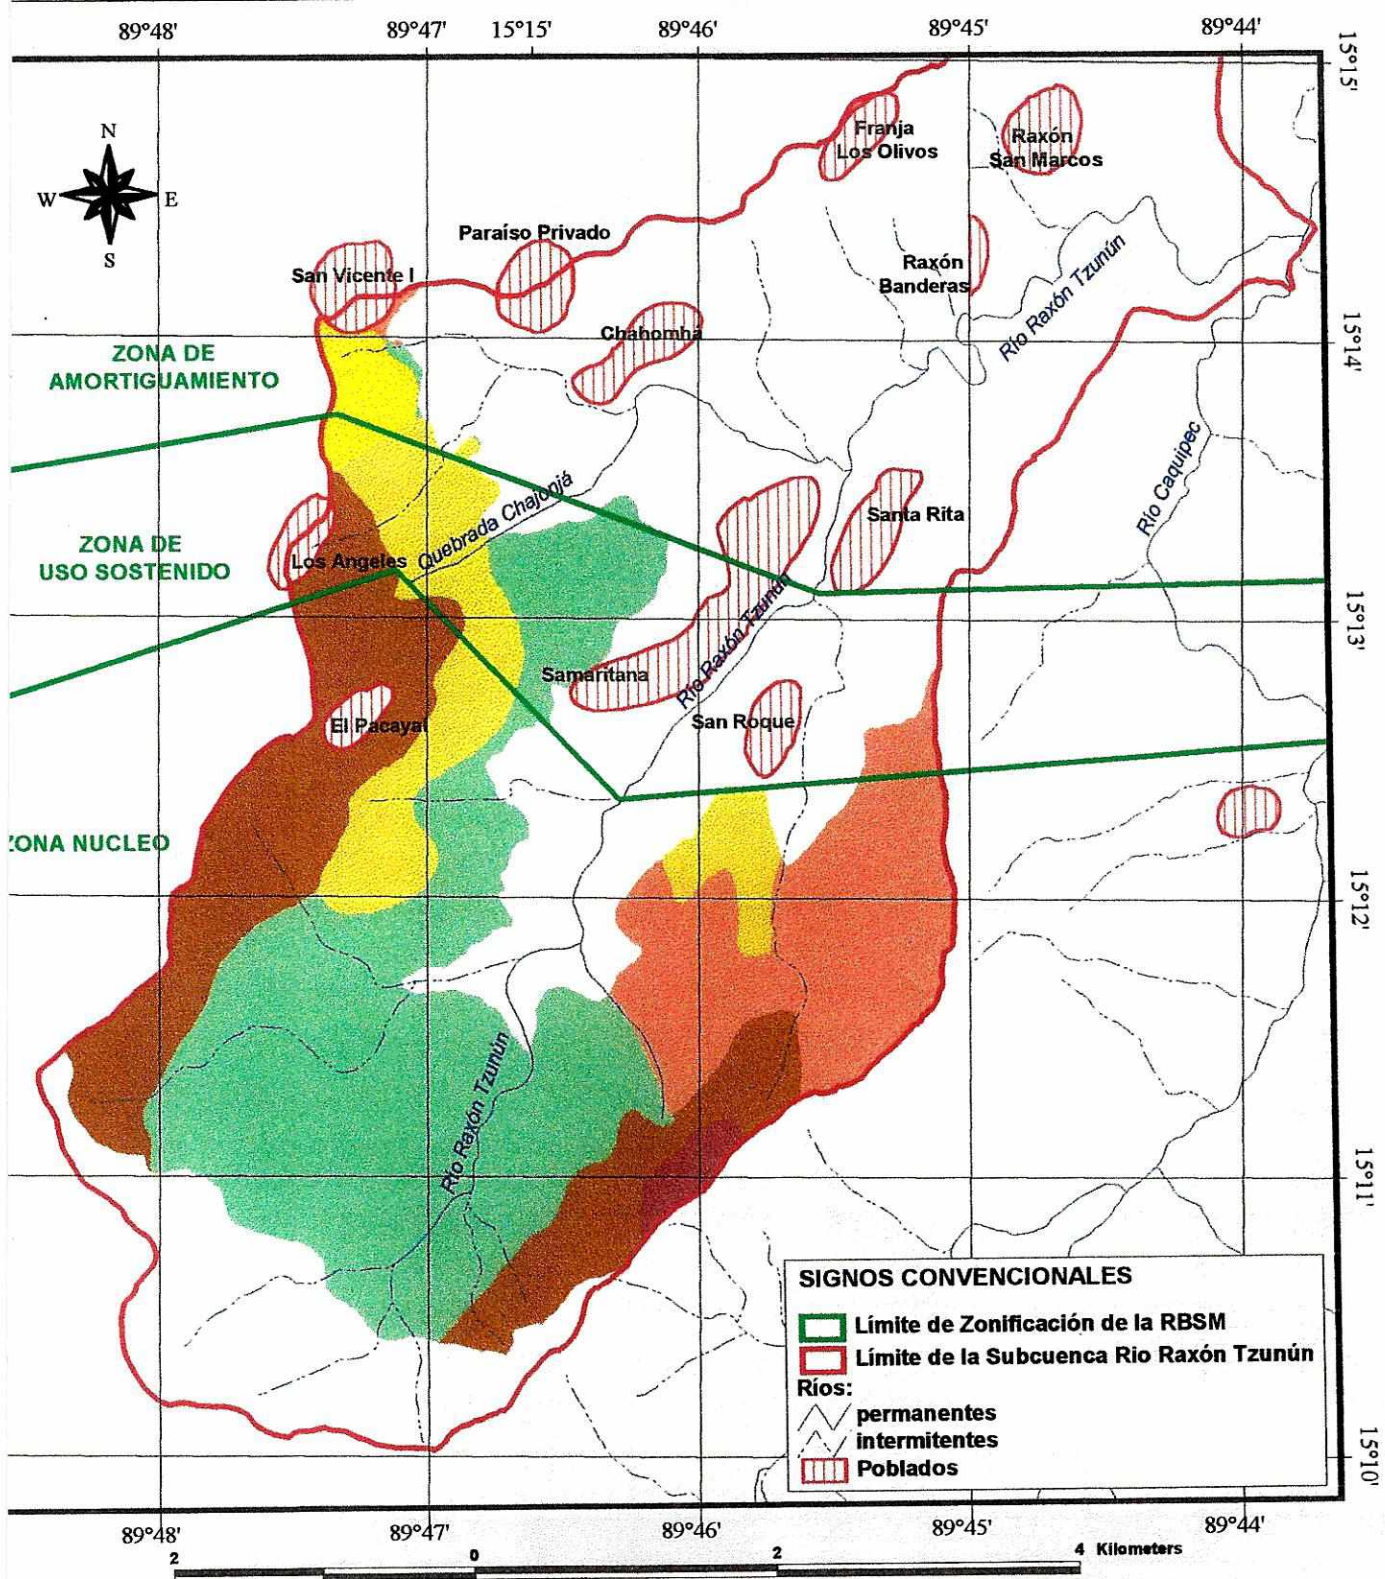 89°48' 89°47' 15°15' 89°46' 89°45' 89°44'
15°15'
N
W E
S
Franja
Los Olivos
Raxón
San Marcos
Paraíso Privado
San Vicente I
Raxón
Banderas
Río Raxón Tzunún
Chahomhá
15°14'
ZONA DE
AMORTIGUAMIENTO
Río Caquipec
Quebrada Chajonjá
Santa Rita
ZONA DE
USO SOSTENIDO
Los Angeles
15°13'
Río Raxón Tzunún
Samaritana
San Roque
El Pacayal
ZONA NUCLEO
15°12'
Río Raxón Tzunún
15°11'
SIGNOS CONVENCIONALES
Límite de Zonificación de la RBSM
Límite de la Subcuenca Rio Raxón Tzunún
Ríos:
permanentes
intermitentes
Poblados
15°10'
89°48' 89°47' 89°46' 89°45' 89°44'
2 0 2 4 Kilometers